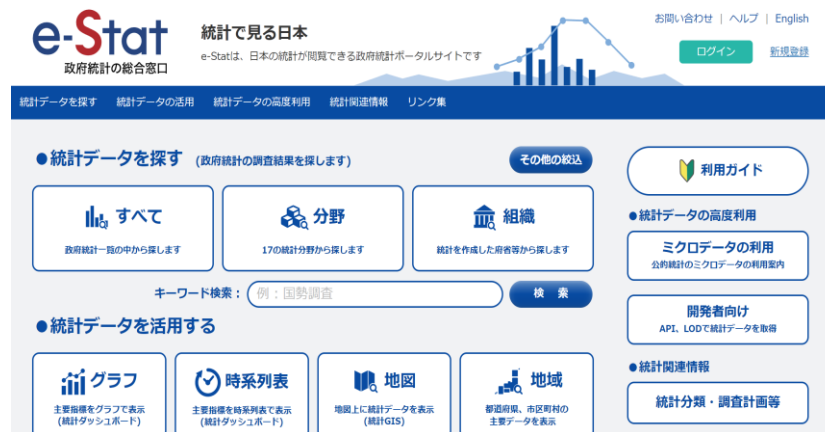 お問い合わせ | ヘルプ | English
e-Stat
政府統計の総合窓口
統計で見る日本
e-Statは、日本の統計が閲覧できる政府統計ポータルサイトです
ログイン
新規登録
統計データを探す 統計データの活用 統計データの高度利用 統計関連情報 リンク集
●統計データを探す (政府統計の調査結果を探します)
その他の絞込
すべて
政府統計一覧の中から探します
分野
17の統計分野から探します
組織
統計を作成した府省等から探します
キーワード検索：
例：国勢調査
検 索
●統計データを活用する
グラフ
主要指標をグラフで表示
(統計ダッシュボード)
時系列表
主要指標を時系列表で表示
(統計ダッシュボード)
地図
地図上に統計データを表示
(統計GIS)
地域
都道府県、市区町村の
主要データを表示
利用ガイド
●統計データの高度利用
ミクロデータの利用
公的統計のミクロデータの利用案内
開発者向け
API、LODで統計データを取得
●統計関連情報
統計分類・調査計画等